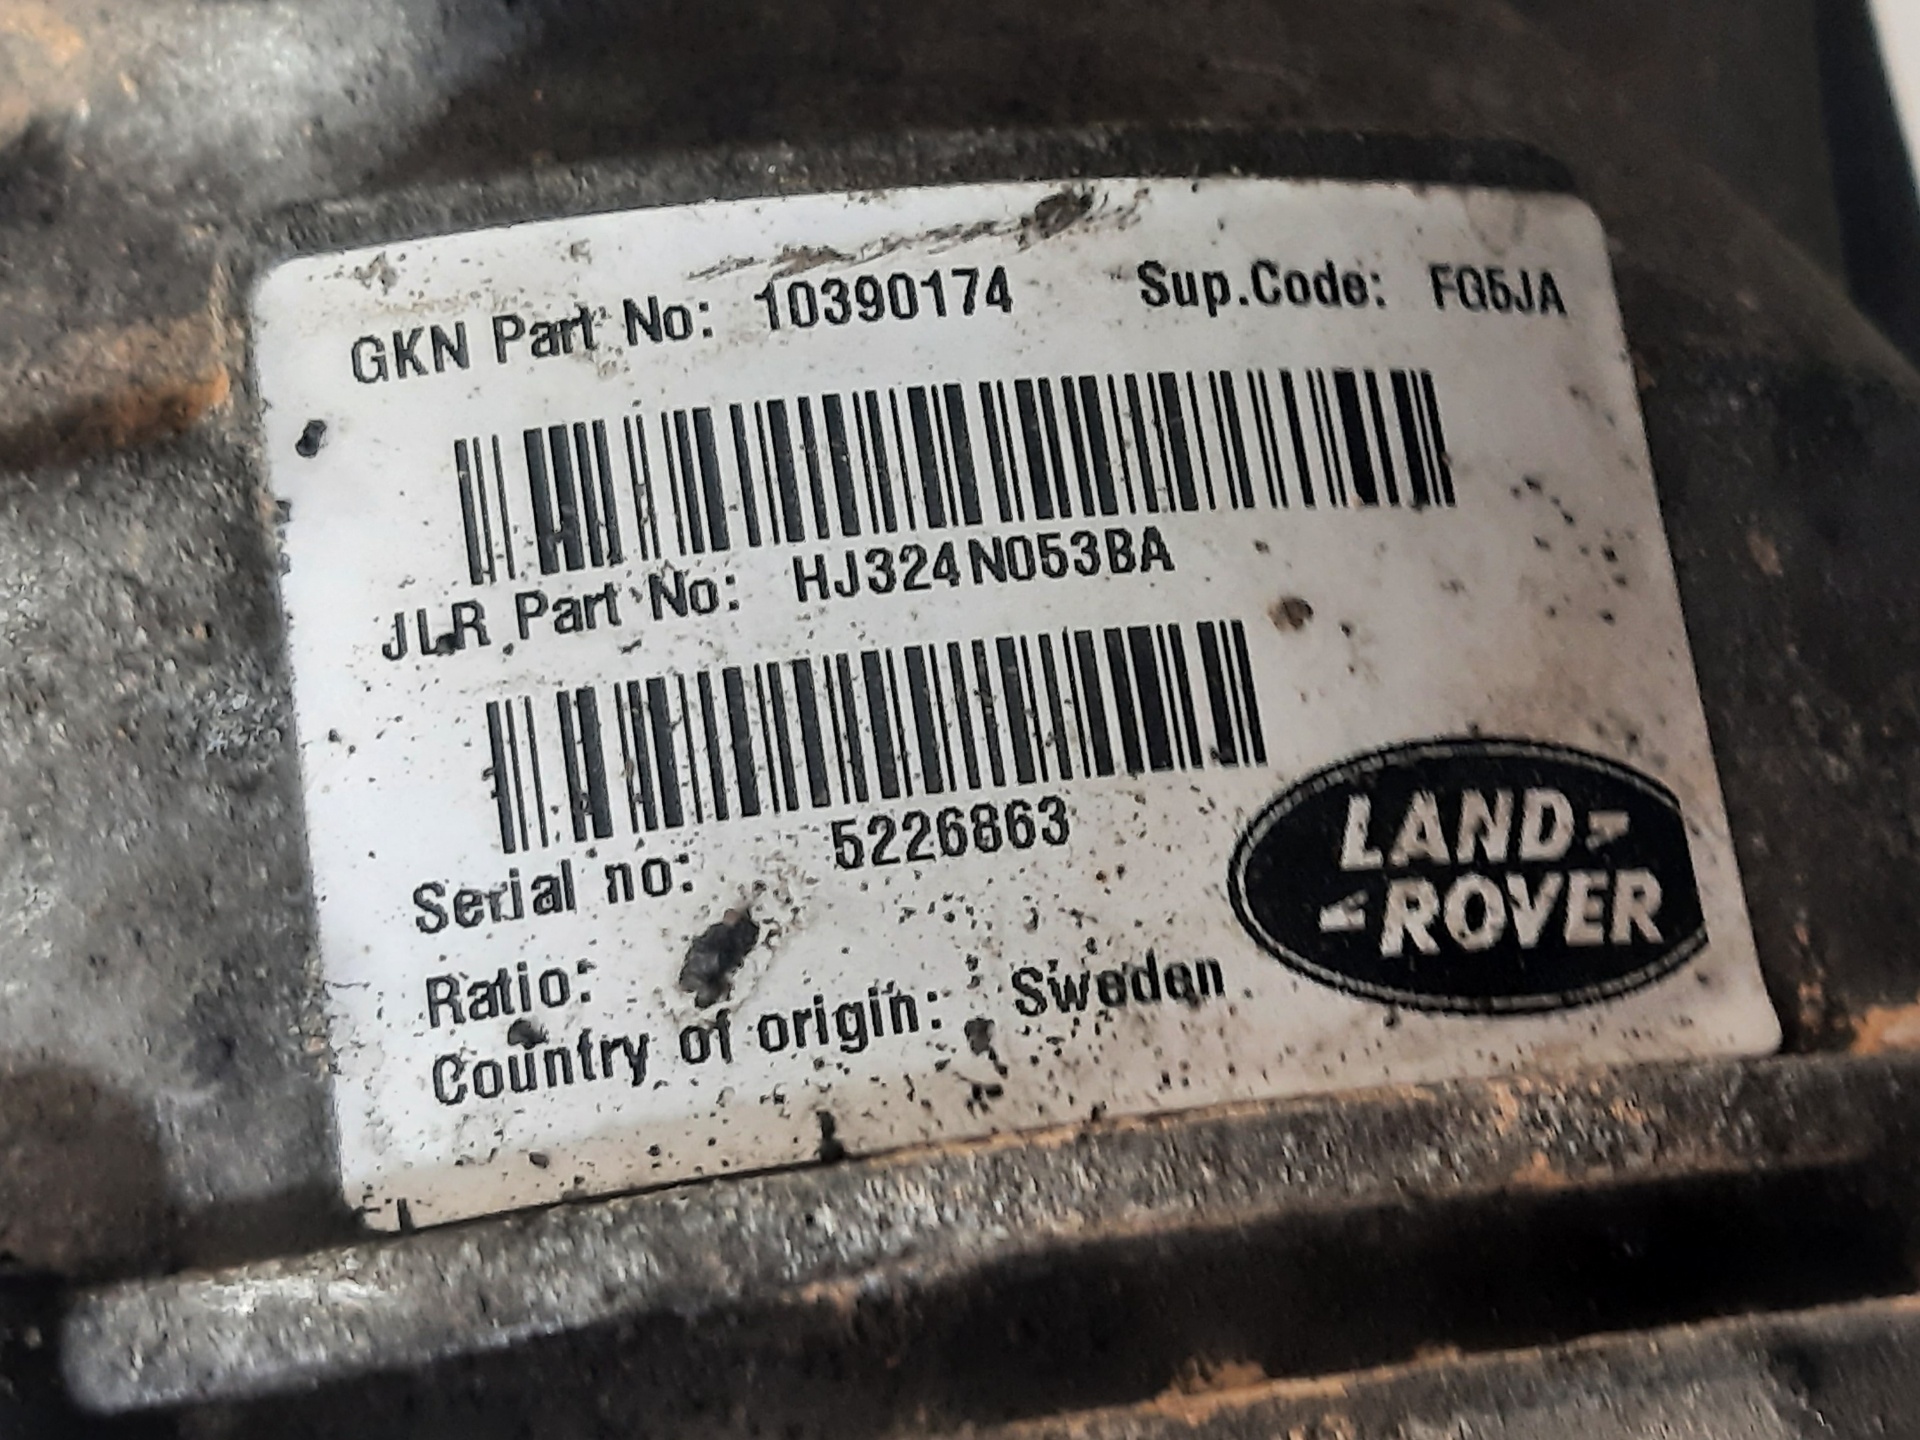 GKN Part No: 10390174 Sup.Code: FG5JA
JLR Part No: HJ324N053BA
Serial no: 5226863
Ratio:
Country of origin: Sweden
LAND
ROVER